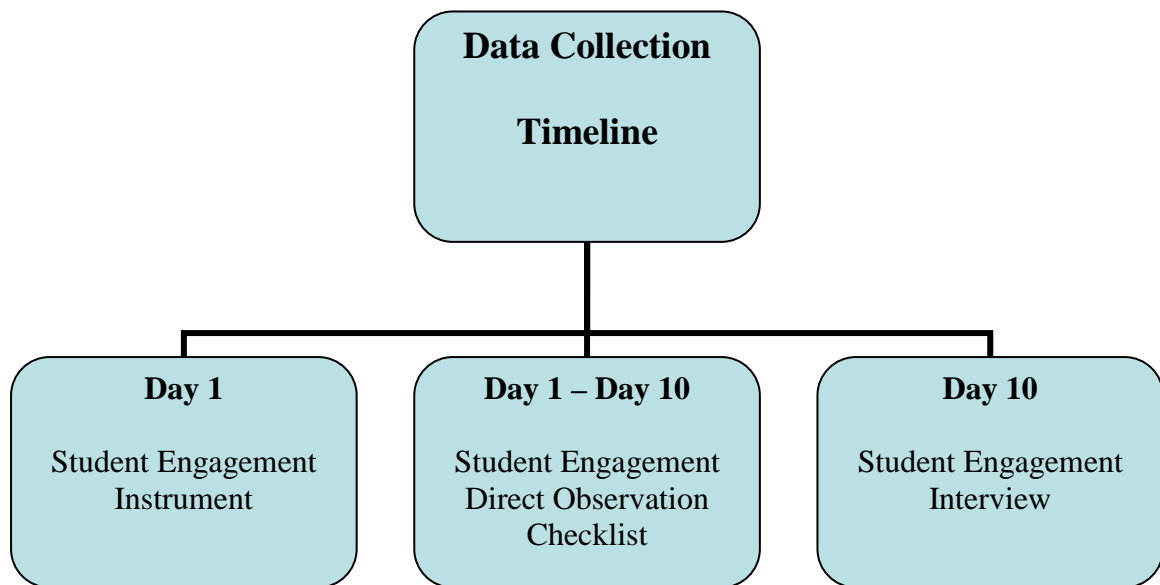 Data Collection
Timeline
Day 1
Student Engagement
Instrument
Day 1 – Day 10
Student Engagement
Direct Observation
Checklist
Day 10
Student Engagement
Interview